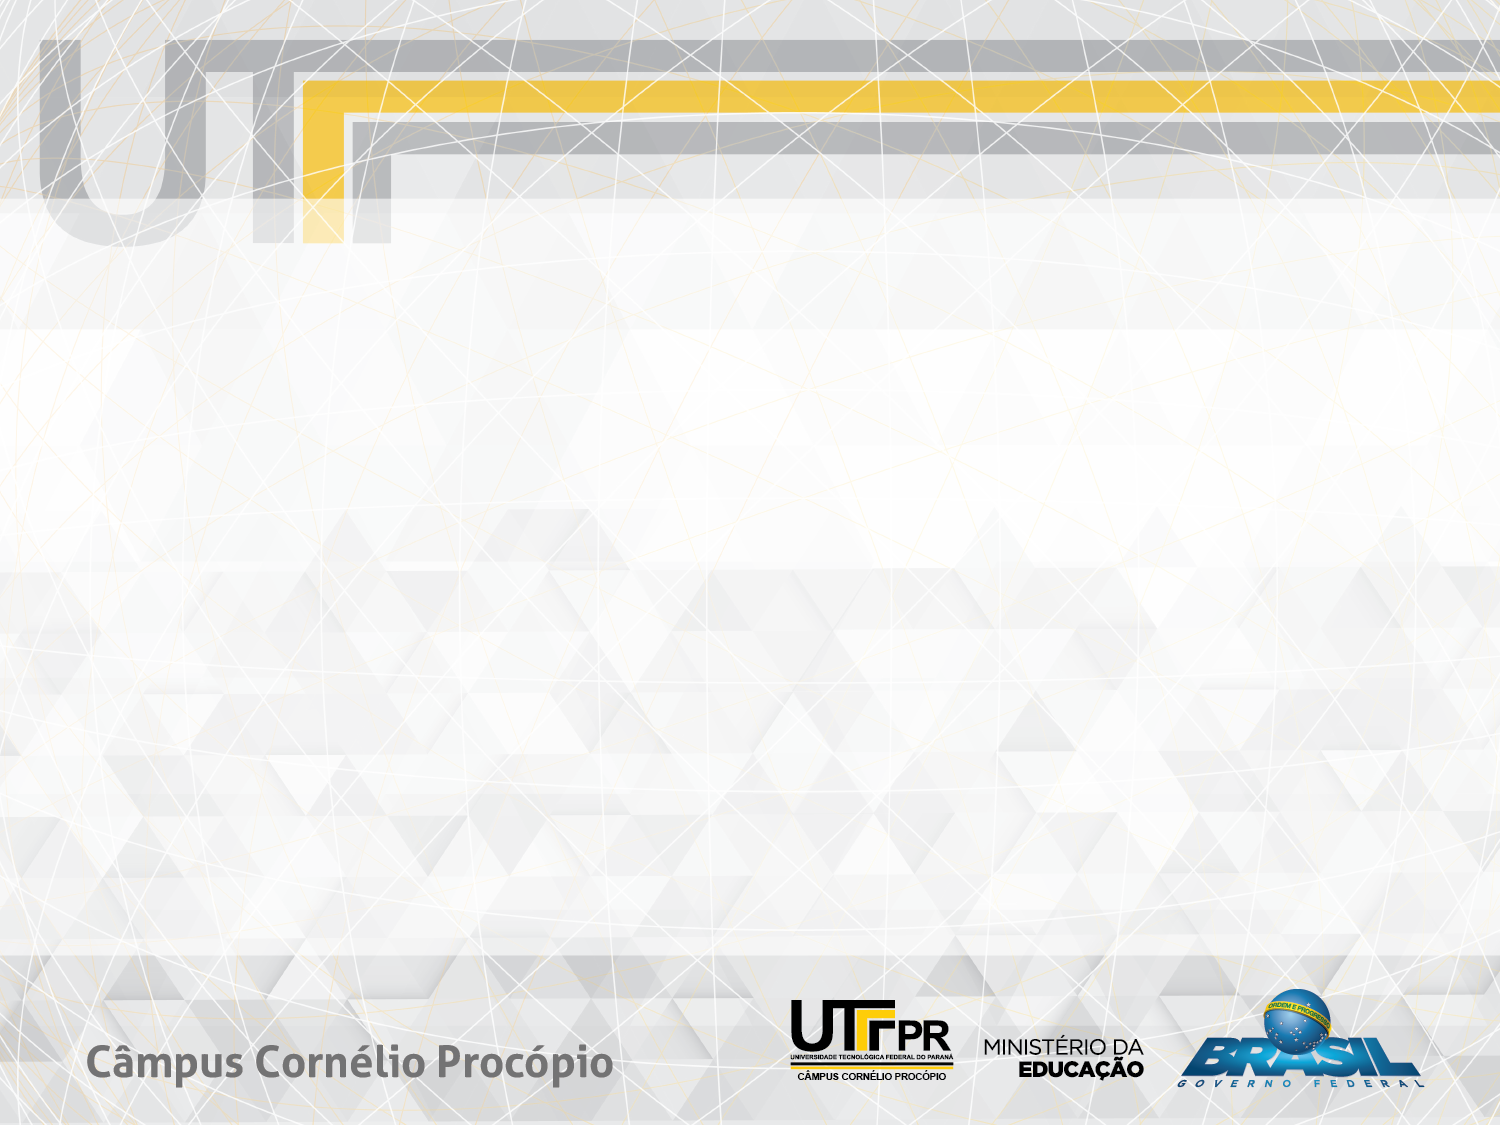 UTF
Câmpus Cornélio Procópio
UTFPR
UNIVERSIDADE TECNOLÓGICA FEDERAL DO PARANÁ
CÂMPUS CORNÉLIO PROCÓPIO
MINISTÉRIO DA
EDUCAÇÃO
ORDEM E PROGRESSO
BRASIL
GOVERNO FEDERAL